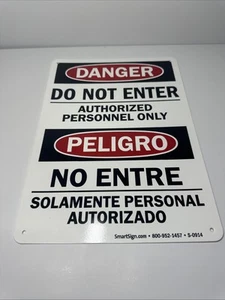 DANGER
DO NOT ENTER
AUTHORIZED
PERSONNEL ONLY
PELIGRO
NO ENTRE
SOLAMENTE PERSONAL
AUTORIZADO
SmartSign.com • 800-952-1457 • S-0914